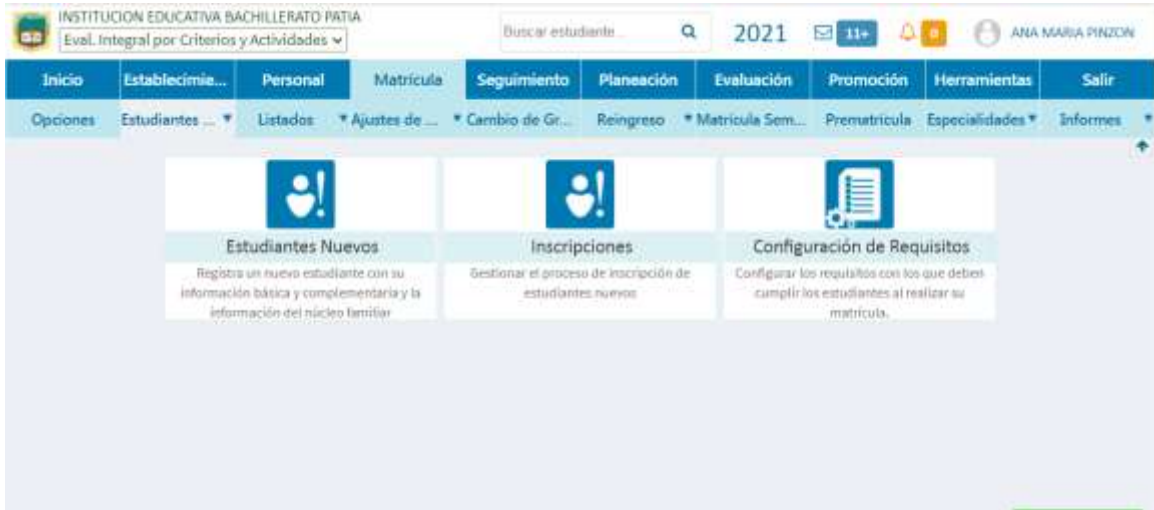 INSTITUCION EDUCATIVA BACHILLERATO PATIA
Eval. Integral por Criterios y Actividades
Buscar estudiante...
2021
11+
0
ANA MARIA PINZON
Inicio Establecimie... Personal Matrícula Seguimiento Planeación Evaluación Promoción Herramientas Salir
Opciones Estudiantes ... Listados Ajustes de ... Cambio de Gr... Reingreso Matricula Sem... Prematricula Especialidades Informes
Estudiantes Nuevos
Registra un nuevo estudiante con su
información básica y complementaria y la
información del núcleo familiar
Inscripciones
Gestionar el proceso de inscripción de
estudiantes nuevos
Configuración de Requisitos
Configurar los requisitos con los que deben
cumplir los estudiantes al realizar su
matrícula.